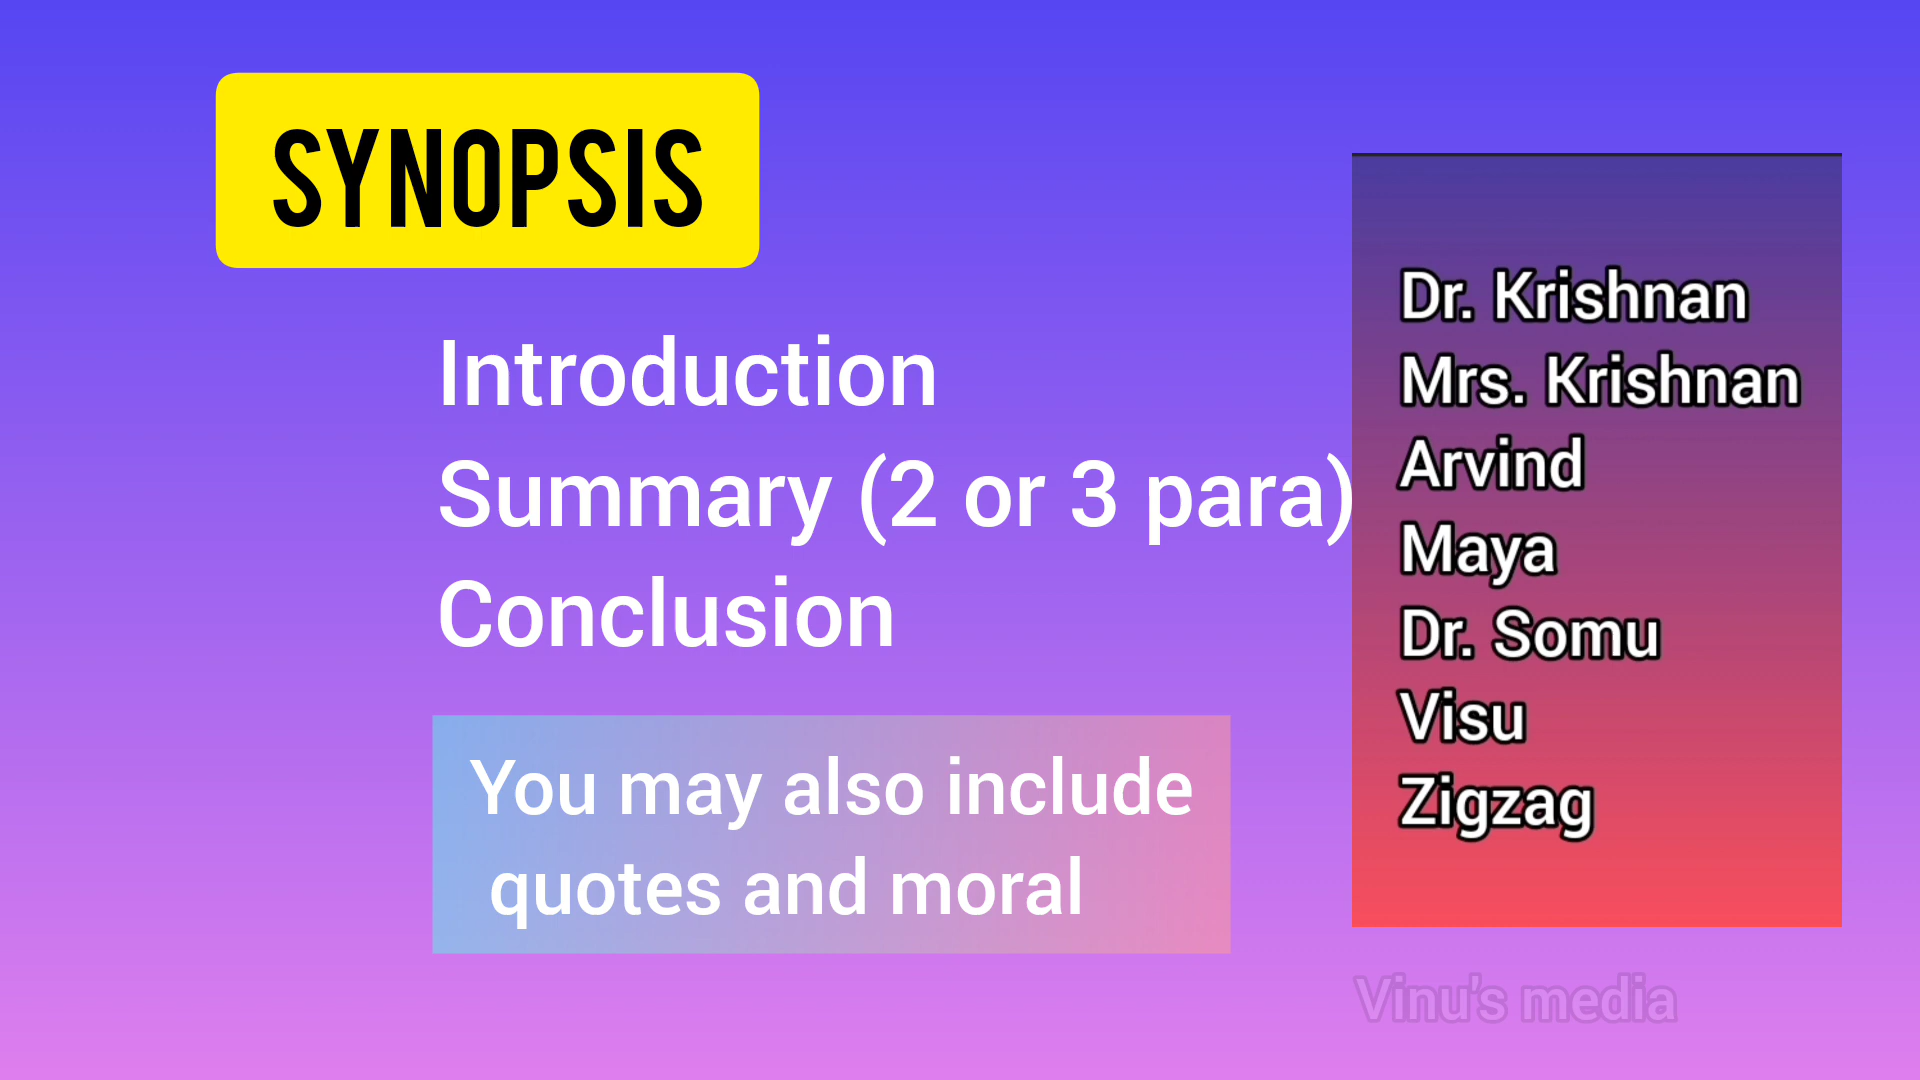 SYNOPSIS
Introduction
Summary (2 or 3 para)
Conclusion
You may also include
quotes and moral
Dr. Krishnan
Mrs. Krishnan
Arvind
Maya
Dr. Somu
Visu
Zigzag
Vinu's media